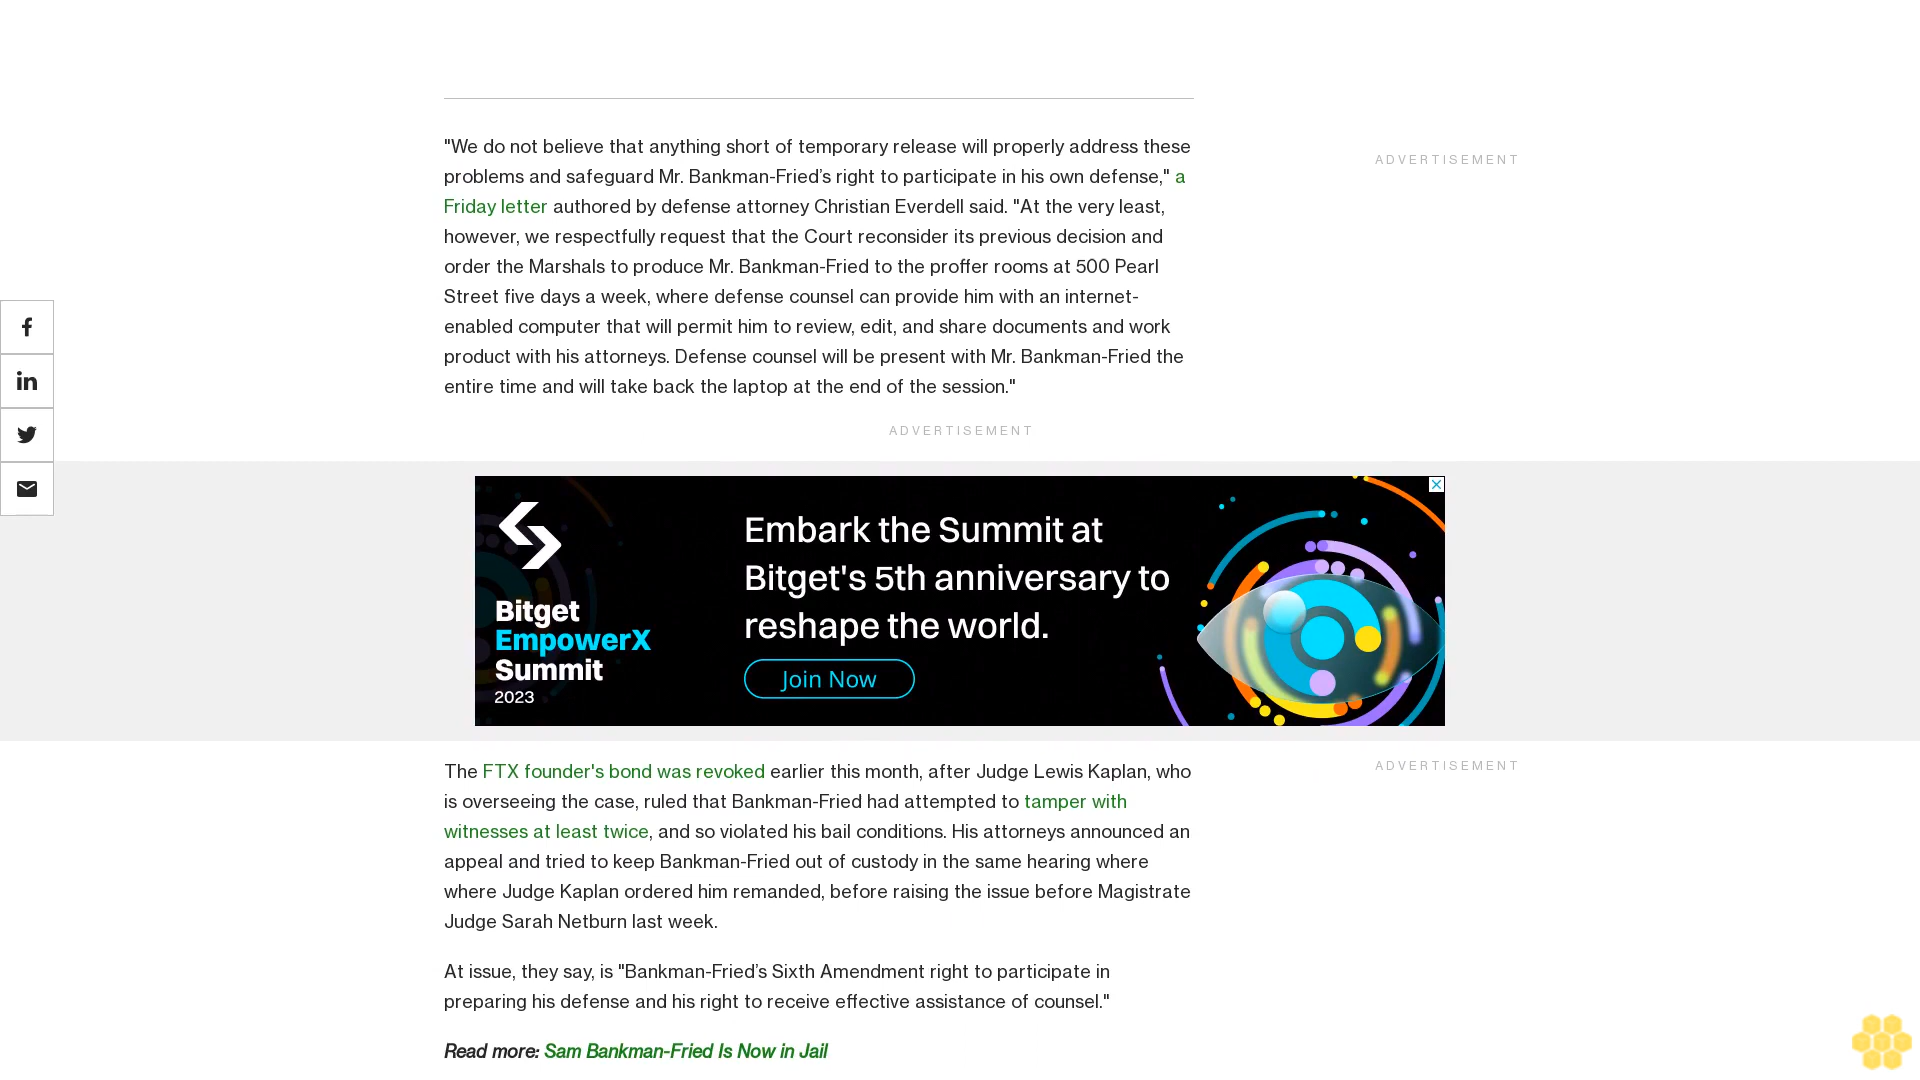 "We do not believe that anything short of temporary release will properly address these
problems and safeguard Mr. Bankman-Fried’s right to participate in his own defense," a
Friday letter authored by defense attorney Christian Everdell said. "At the very least,
however, we respectfully request that the Court reconsider its previous decision and
order the Marshals to produce Mr. Bankman-Fried to the proffer rooms at 500 Pearl
Street five days a week, where defense counsel can provide him with an internet-
enabled computer that will permit him to review, edit, and share documents and work
product with his attorneys. Defense counsel will be present with Mr. Bankman-Fried the
entire time and will take back the laptop at the end of the session."
ADVERTISEMENT
ADVERTISEMENT
Bitget
EmpowerX
Summit
2023
Embark the Summit at
Bitget's 5th anniversary to
reshape the world.
Join Now
The FTX founder's bond was revoked earlier this month, after Judge Lewis Kaplan, who
is overseeing the case, ruled that Bankman-Fried had attempted to tamper with
witnesses at least twice, and so violated his bail conditions. His attorneys announced an
appeal and tried to keep Bankman-Fried out of custody in the same hearing where
where Judge Kaplan ordered him remanded, before raising the issue before Magistrate
Judge Sarah Netburn last week.
ADVERTISEMENT
At issue, they say, is "Bankman-Fried’s Sixth Amendment right to participate in
preparing his defense and his right to receive effective assistance of counsel."
Read more: Sam Bankman-Fried Is Now in Jail